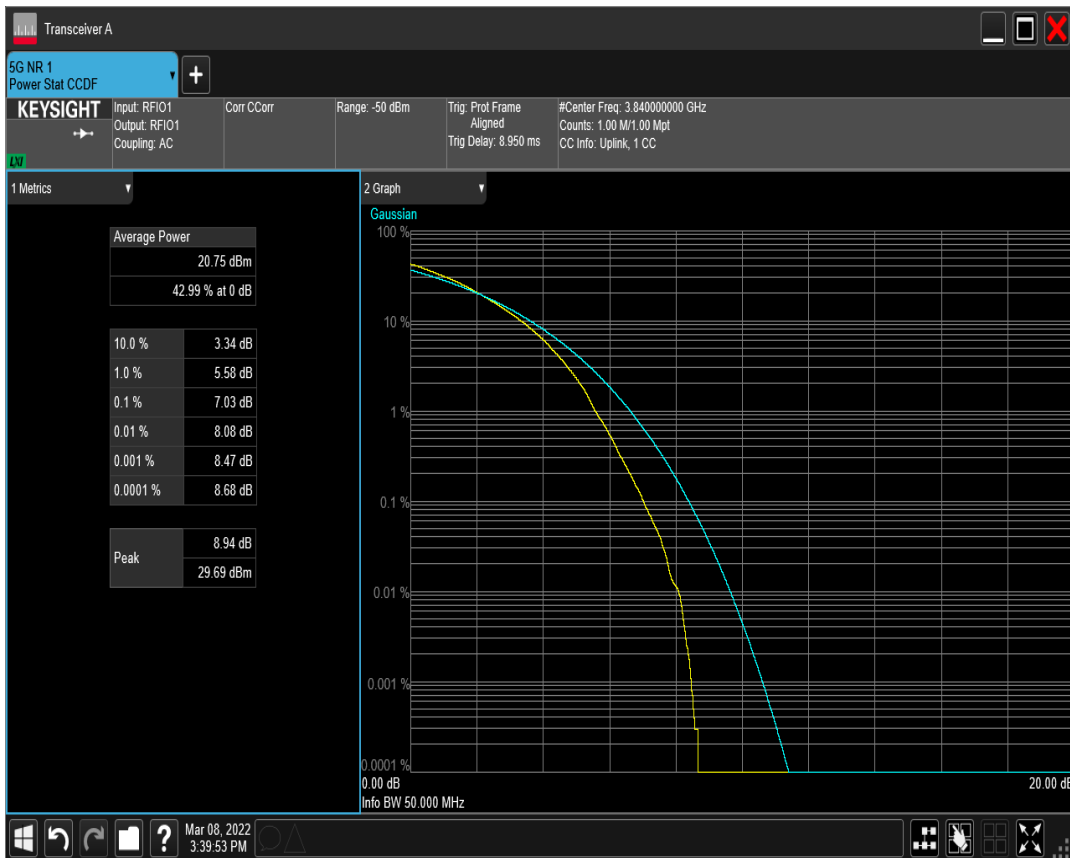 Transceiver A
5G NR 1
Power Stat CCDF
+
KEYSIGHT
LXI
Input: RFIO1
Output: RFIO1
Coupling: AC
Corr CCorr
Range: -50 dBm
Trig: Prot Frame
Aligned
Trig Delay: 8.950 ms
#Center Freq: 3.840000000 GHz
Counts: 1.00 M/1.00 Mpt
CC Info: Uplink, 1 CC
1 Metrics
Average Power
20.75 dBm
42.99 % at 0 dB
10.0 % 3.34 dB
1.0 % 5.58 dB
0.1 % 7.03 dB
0.01 % 8.08 dB
0.001 % 8.47 dB
0.0001 % 8.68 dB
Peak 8.94 dB
29.69 dBm
2 Graph
Gaussian
100 %
10 %
1 %
0.1 %
0.01 %
0.001 %
0.0001 %
0.00 dB 20.00 dB
Info BW 50.000 MHz
? Mar 08, 2022
3:39:53 PM